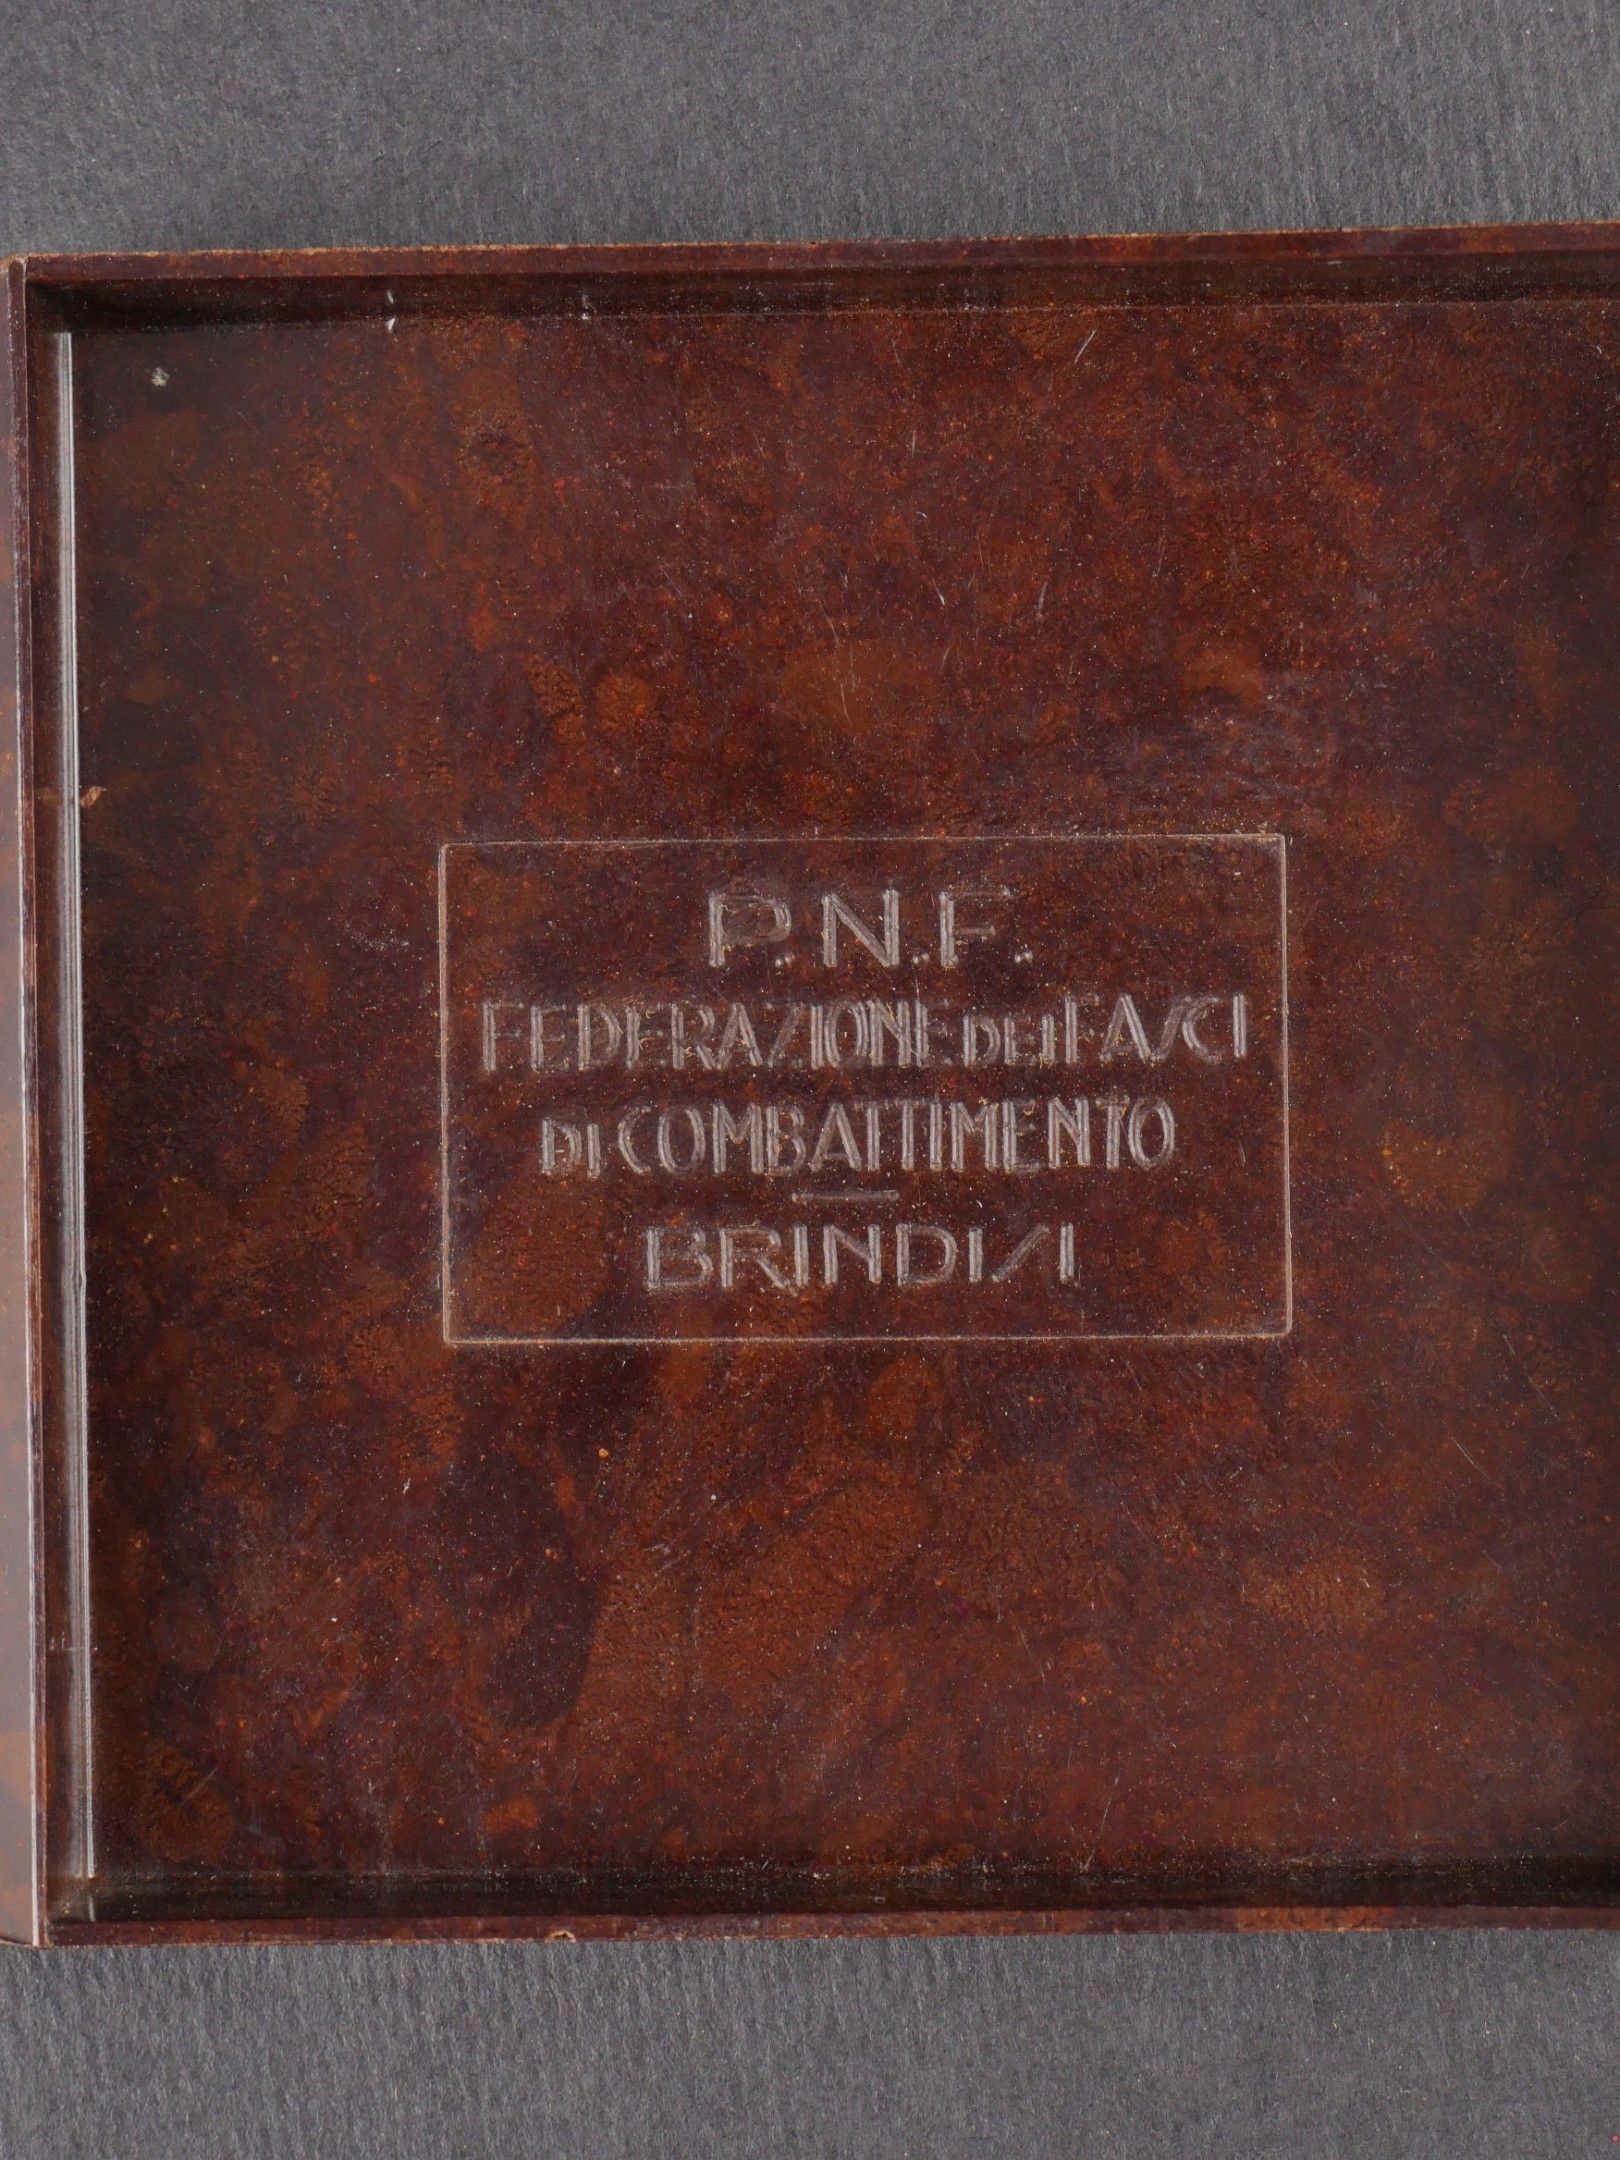 P.N.F.
FEDERAZIONE DEI FASCI
DI COMBATTIMENTO
—
BRINDISI